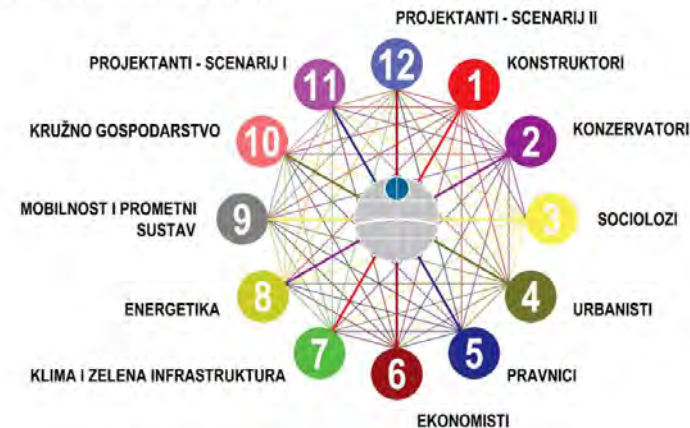 PROJEKTANTI - SCENARIJ II
12
PROJEKTANTI - SCENARIJ I
11
1
KONSTRUKTORI
KRUŽNO GOSPODARSTVO
10
2
KONZERVATORI
MOBILNOST I PROMETNI
SUSTAV
9
3
SOCIOLOZI
ENERGETIKA
8
4
URBANISTI
KLIMA I ZELENA INFRASTRUKTURA
7
5
PRAVNICI
6
EKONOMISTI